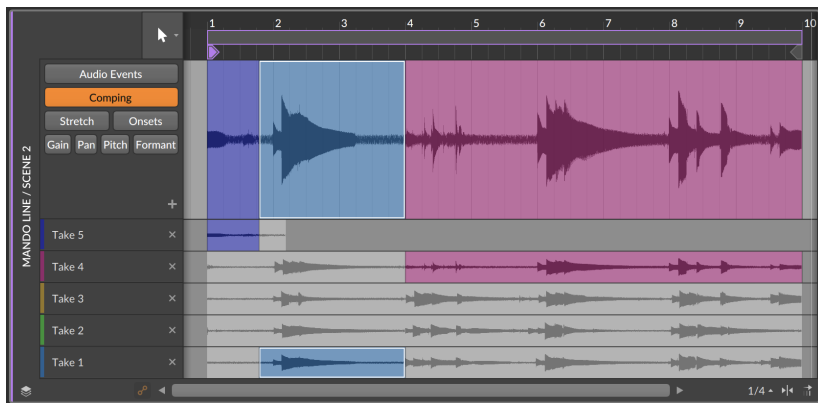 1 2 3 4 5 6 7 8 9 10
MANDO LINE / SCENE 2
Audio Events
Comping
Stretch Onsets
Gain Pan Pitch Formant
+
Take 5 ×
Take 4 ×
Take 3 ×
Take 2 ×
Take 1 ×
1/4